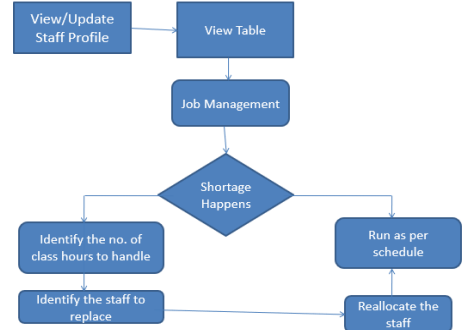 View/Update
Staff Profile
View Table
Job Management
Shortage
Happens
Identify the no. of
class hours to handle
Run as per
schedule
Identify the staff to
replace
Reallocate the
staff